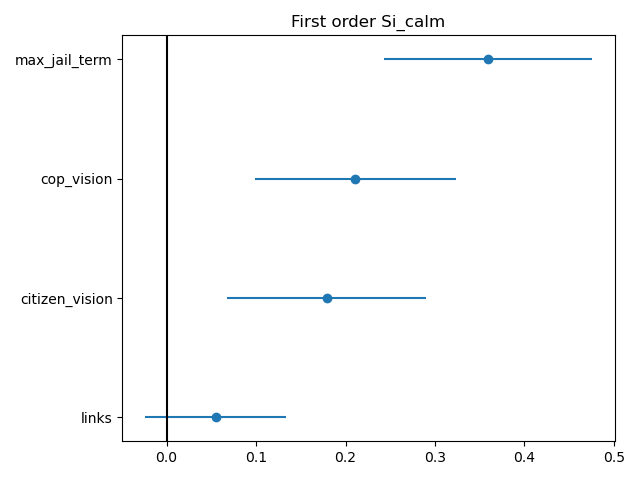 First order Si_calm
max_jail_term
cop_vision
citizen_vision
links
0.0 0.1 0.2 0.3 0.4 0.5